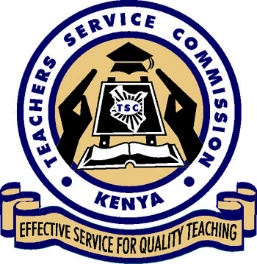 TEACHERS SERVICE COMMISSION
TSC
KENYA
EFFECTIVE SERVICE FOR QUALITY TEACHING